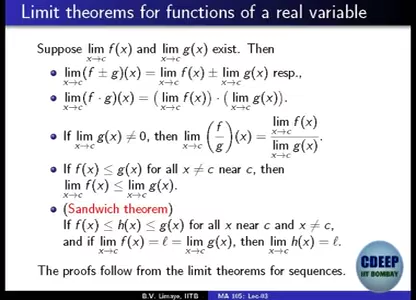 Limit theorems for functions of a real variable
Suppose lim_{x→c} f(x) and lim_{x→c} g(x) exist. Then
• lim_{x→c} (f ± g)(x) = lim_{x→c} f(x) ± lim_{x→c} g(x) resp.,
• lim_{x→c} (f · g)(x) = ( lim_{x→c} f(x)) · ( lim_{x→c} g(x)).
• If lim_{x→c} g(x) ≠ 0, then lim_{x→c} (f/g)(x) = lim_{x→c} f(x) / lim_{x→c} g(x).
• If f(x) ≤ g(x) for all x ≠ c near c, then
lim_{x→c} f(x) ≤ lim_{x→c} g(x).
• (Sandwich theorem)
If f(x) ≤ h(x) ≤ g(x) for all x near c and x ≠ c,
and if lim_{x→c} f(x) = ℓ = lim_{x→c} g(x), then lim_{x→c} h(x) = ℓ.
The proofs follow from the limit theorems for sequences.
CDEEP
IIT BOMBAY
B.V. Limaye, IITB
MA 105: Lec-03